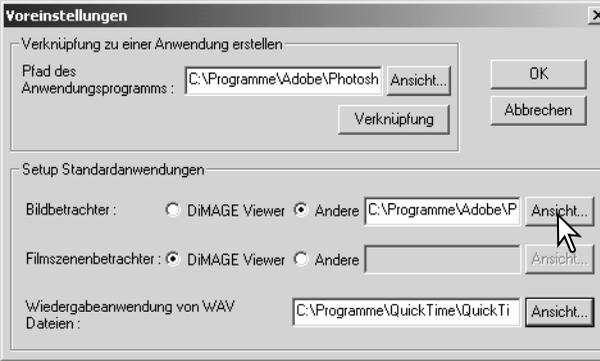 Voreinstellungen
Verknüpfung zu einer Anwendung erstellen
Pfad des
Anwendungsprogramms :
C:\Programme\Adobe\Photosh
Ansicht...
OK
Verknüpfung
Abbrechen
Setup Standardanwendungen
Bildbetrachter :
DiMAGE Viewer
Andere
C:\Programme\Adobe\P
Ansicht...
Filmszenenbetrachter :
DiMAGE Viewer
Andere
Ansicht...
Wiedergabeanwendung von WAV
Dateien :
C:\Programme\QuickTime\QuickTi
Ansicht...